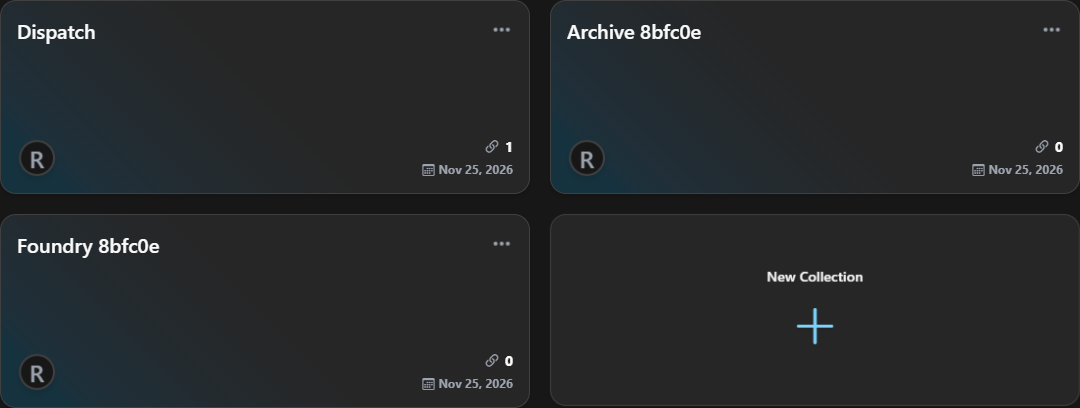 Dispatch
R
1
Nov 25, 2026
Archive 8bfc0e
R
0
Nov 25, 2026
Foundry 8bfc0e
R
0
Nov 25, 2026
New Collection